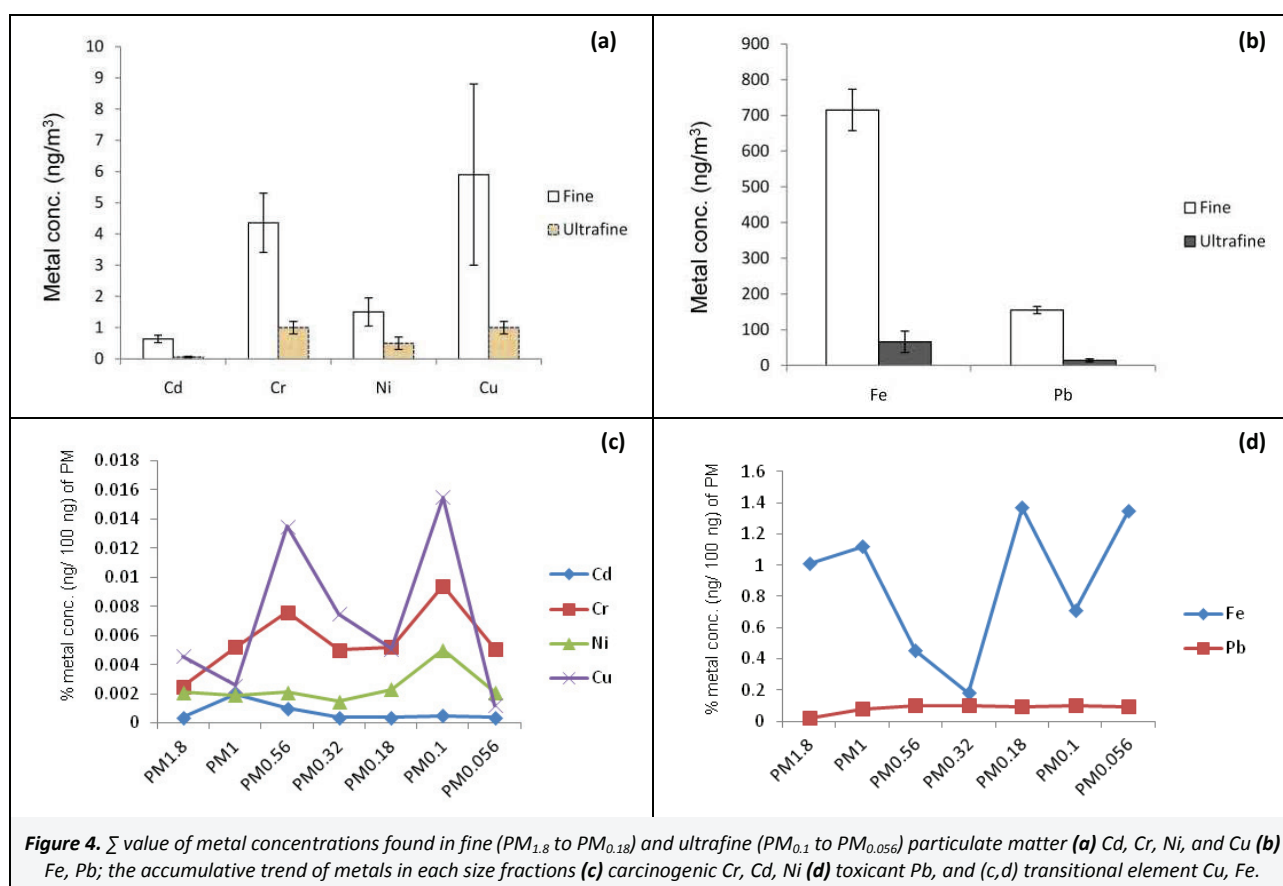 (a)
Metal conc. (ng/m³)
10
9
8
7
6
5
4
3
2
1
0
Cd Cr Ni Cu
Fine
Ultrafine
(b)
Metal conc. (ng/m³)
900
800
700
600
500
400
300
200
100
0
Fe Pb
Fine
Ultrafine
(c)
% metal conc. (ng/ 100 ng) of PM
0.018
0.016
0.014
0.012
0.01
0.008
0.006
0.004
0.002
0
PM1.8 PM1 PM0.56 PM0.32 PM0.18 PM0.1 PM0.056
Cd
Cr
Ni
Cu
(d)
% metal conc. (ng/ 100 ng) of PM
1.6
1.4
1.2
1
0.8
0.6
0.4
0.2
0
PM1.8 PM1 PM0.56 PM0.32 PM0.18 PM0.1 PM0.056
Fe
Pb
Figure 4. ∑ value of metal concentrations found in fine (PM1.8 to PM0.18) and ultrafine (PM0.1 to PM0.056) particulate matter (a) Cd, Cr, Ni, and Cu (b)
Fe, Pb; the accumulative trend of metals in each size fractions (c) carcinogenic Cr, Cd, Ni (d) toxicant Pb, and (c,d) transitional element Cu, Fe.